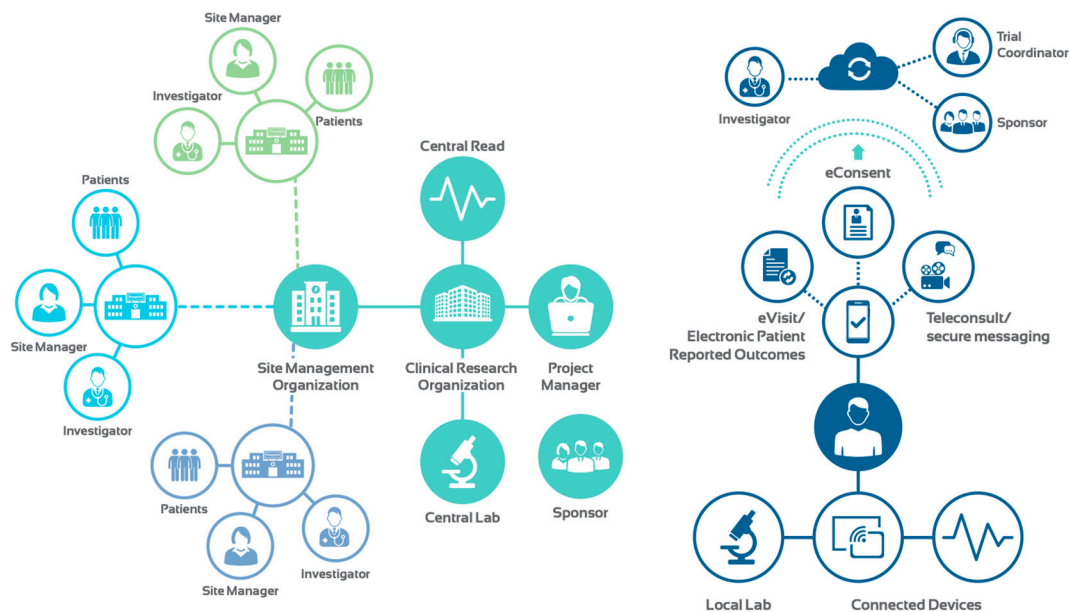 Site Manager
Investigator
Patients
Patients
Site Manager
Investigator
Patients
Site Manager
Investigator
Central Read
Site Management
Organization
Clinical Research
Organization
Project
Manager
Central Lab
Sponsor
Trial
Coordinator
Investigator
Sponsor
eConsent
eVisit/
Electronic Patient
Reported Outcomes
Teleconsult/
secure messaging
Local Lab
Connected Devices